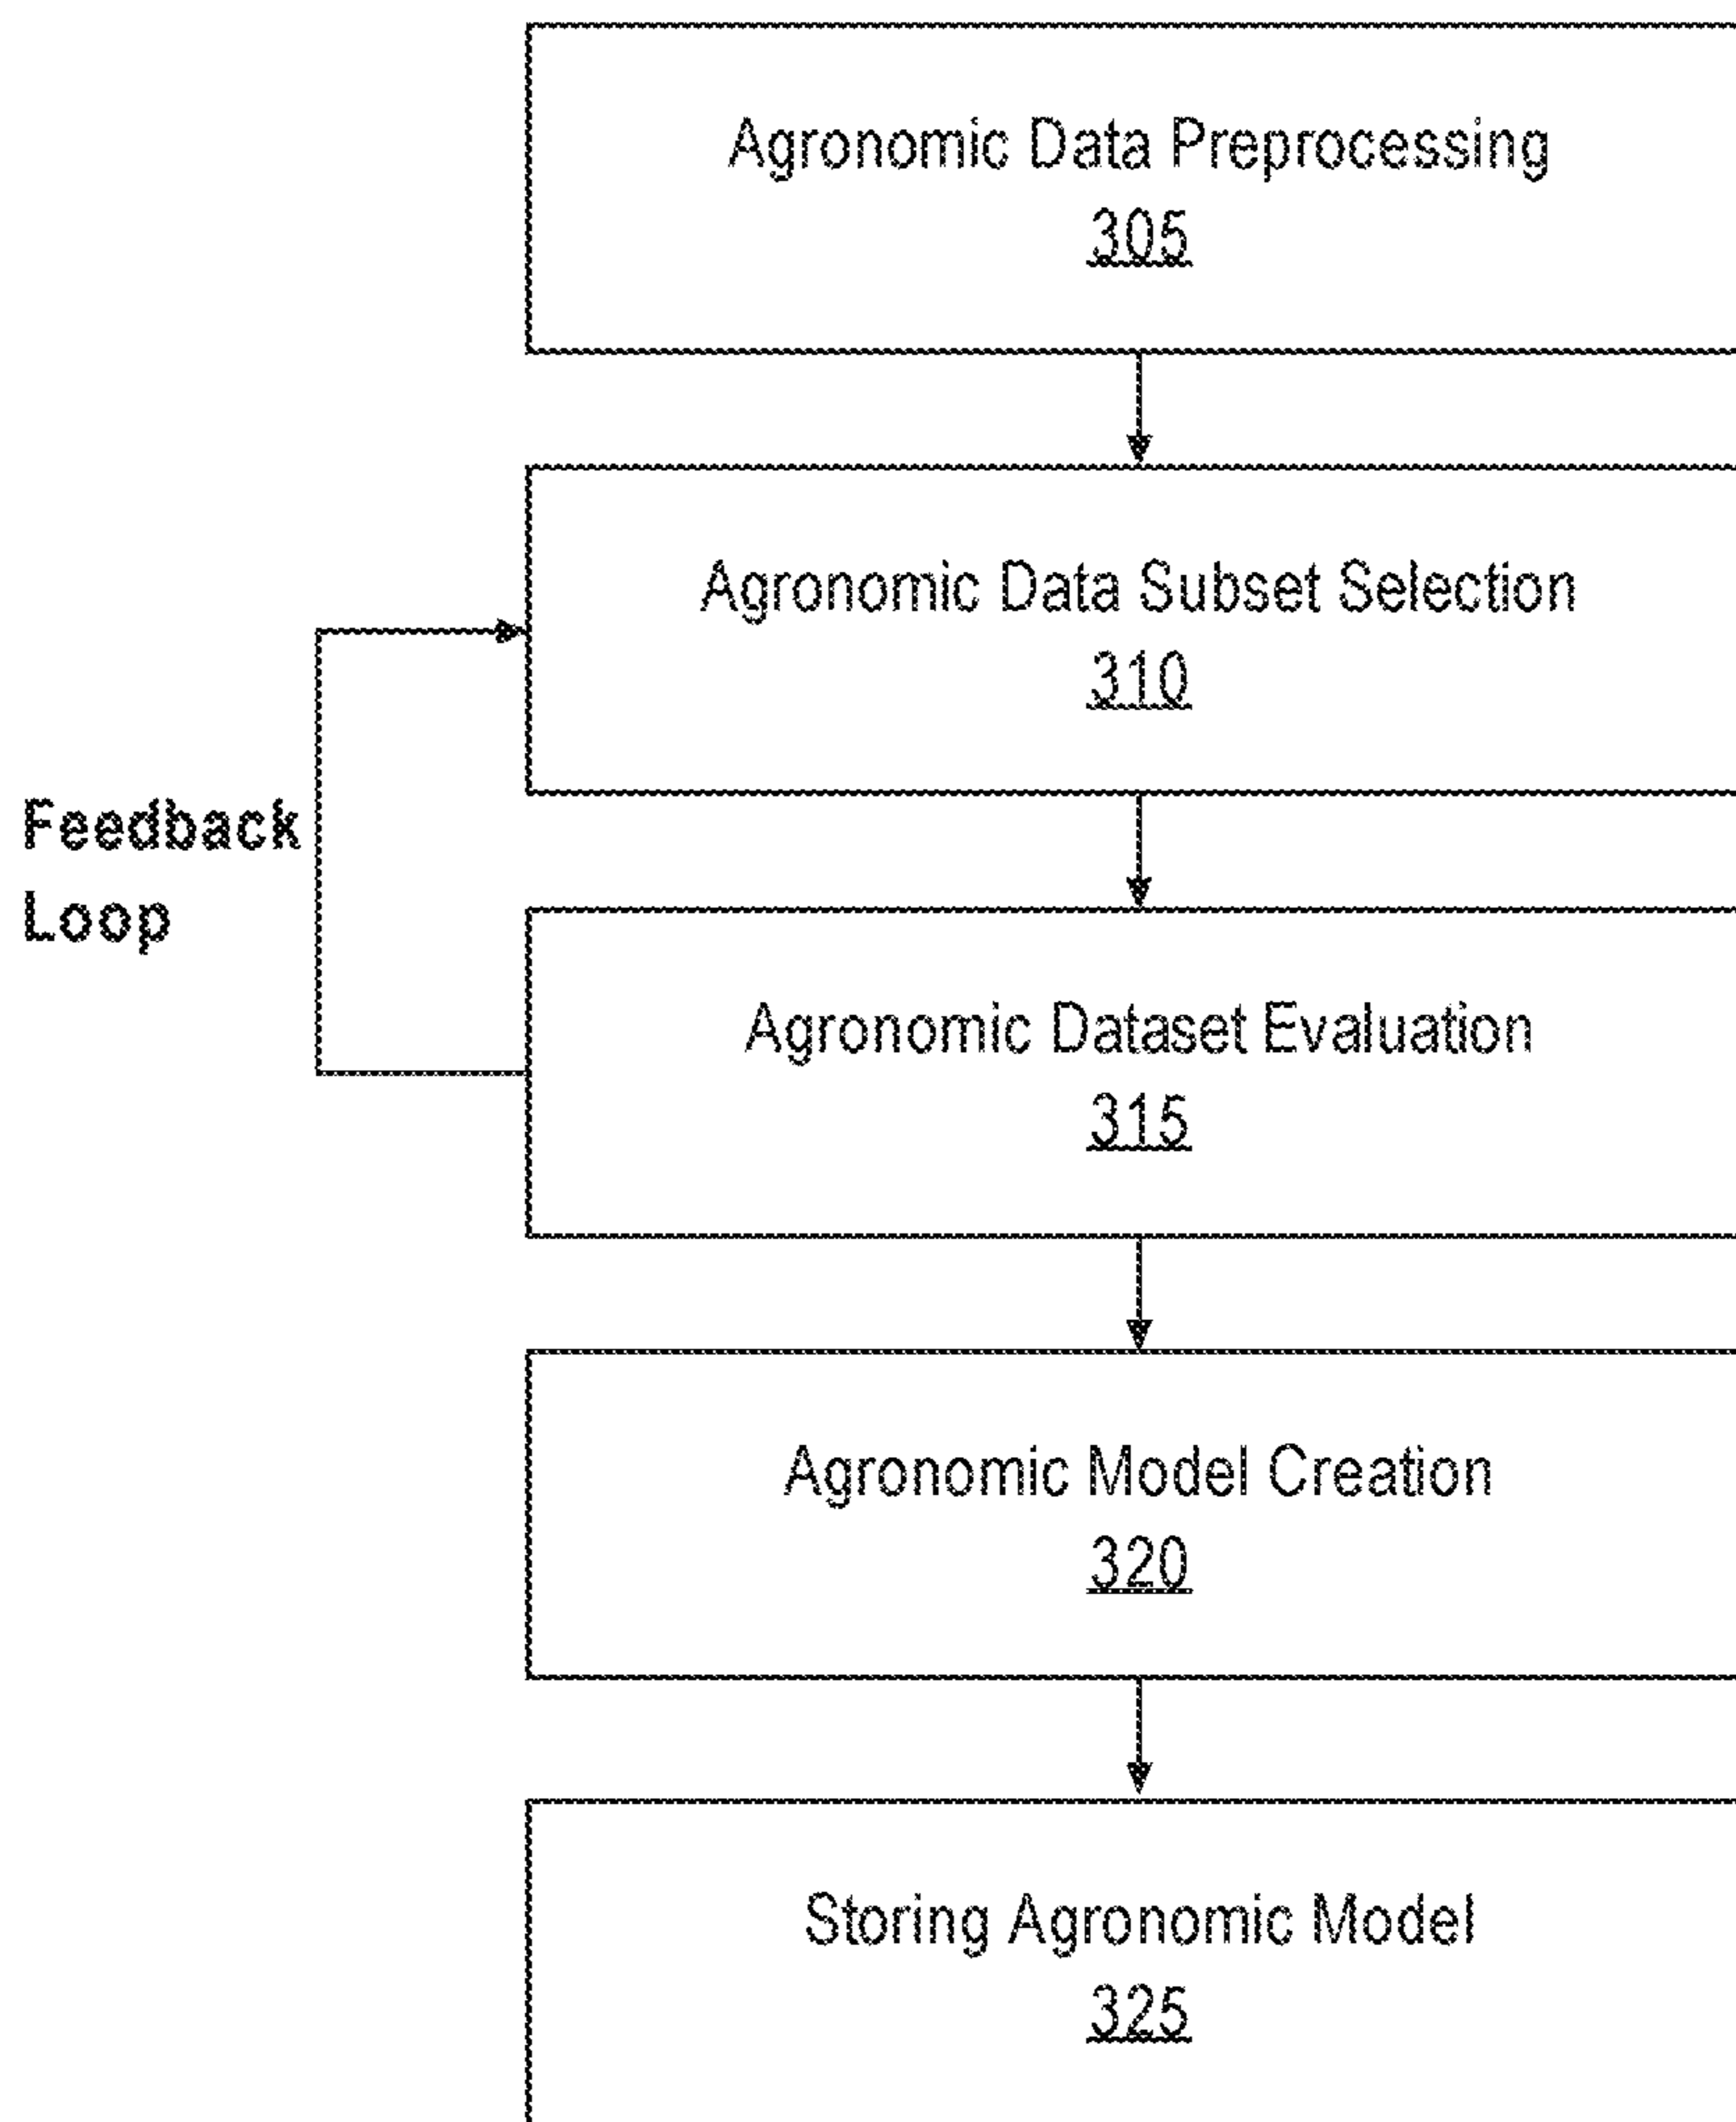 Agronomic Data Preprocessing
305
Agronomic Data Subset Selection
310
Feedback
Loop
Agronomic Dataset Evaluation
315
Agronomic Model Creation
320
Storing Agronomic Model
325